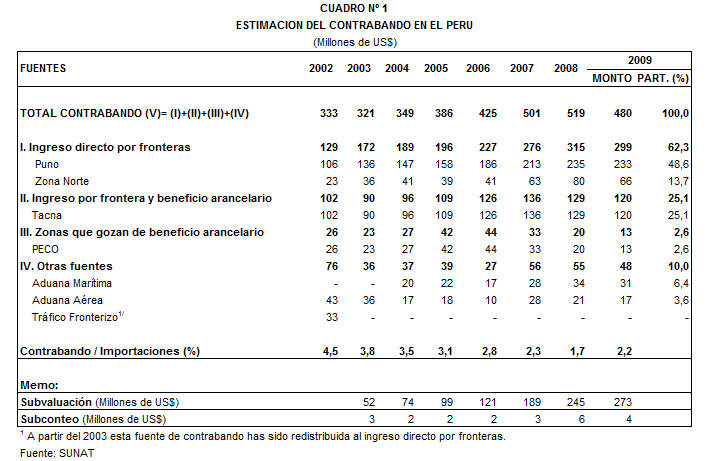 CUADRO Nº 1
ESTIMACION DEL CONTRABANDO EN EL PERU
(Millones de US$)
FUENTES 2002 2003 2004 2005 2006 2007 2008 2009
MONTO PART. (%)
TOTAL CONTRABANDO (V)= (I)+(II)+(III)+(IV) 333 321 349 386 425 501 519 480 100,0
I. Ingreso directo por fronteras 129 172 189 196 227 276 315 299 62,3
Puno 106 136 147 158 186 213 235 233 48,6
Zona Norte 23 36 41 39 41 63 80 66 13,7
II. Ingreso por frontera y beneficio arancelario 102 90 96 109 126 136 129 120 25,1
Tacna 102 90 96 109 126 136 129 120 25,1
III. Zonas que gozan de beneficio arancelario 26 23 27 42 44 33 20 13 2,6
PECO 26 23 27 42 44 33 20 13 2,6
IV. Otras fuentes 76 36 37 39 27 56 55 48 10,0
Aduana Marítima - - 20 22 17 28 34 31 6,4
Aduana Aérea 43 36 17 18 10 28 21 17 3,6
Tráfico Fronterizo1/ 33 - - - - - - - -
Contrabando / Importaciones (%) 4,5 3,8 3,5 3,1 2,8 2,3 1,7 2,2
Memo:
Subvaluación (Millones de US$) 52 74 99 121 189 245 273
Subconteo (Millones de US$) 3 2 2 2 3 6 4
1 A partir del 2003 esta fuente de contrabando has sido redistribuida al ingreso directo por fronteras.
Fuente: SUNAT